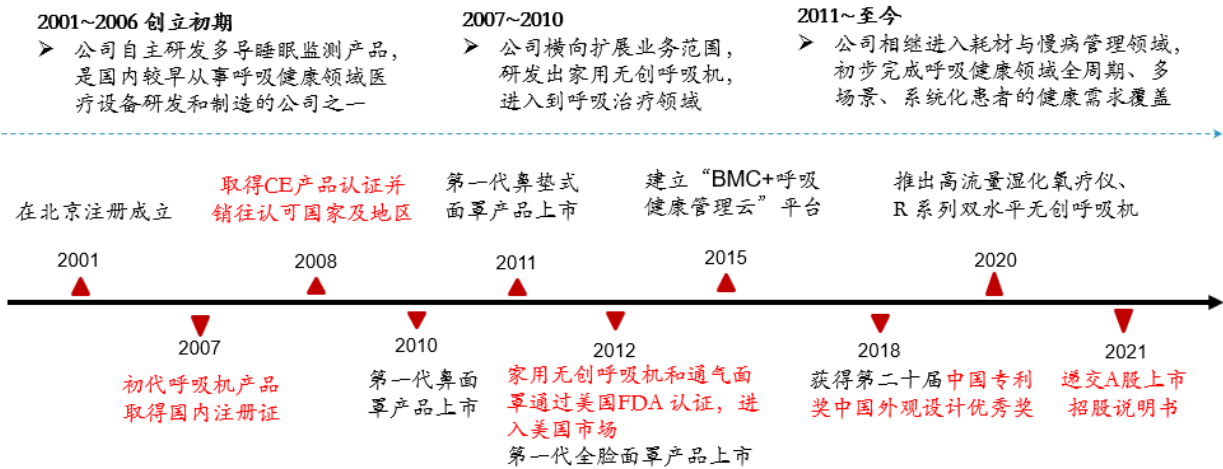 2001~2006 创立初期
公司自主研发多导睡眠监测产品，
是国内较早从事呼吸健康领域医
疗设备研发和制造的公司之一
2007~2010
公司横向扩展业务范围，
研发出家用无创呼吸机，
进入到呼吸治疗领域
2011~至今
公司相继进入耗材与慢病管理领域，
初步完成呼吸健康领域全周期、多
场景、系统化患者的健康需求覆盖
在北京注册成立
2001
取得CE产品认证并
销往认可国家及地区
2008
第一代鼻垫式
面罩产品上市
2011
建立“BMC+呼吸
健康管理云”平台
2015
推出高流量湿化氧疗仪、
R 系列双水平无创呼吸机
2020
2007
初代呼吸机产品
取得国内注册证
2010
第一代鼻面
罩产品上市
2012
家用无创呼吸机和通气面
罩通过美国FDA 认证，进
入美国市场
第一代全脸面罩产品上市
2018
获得第二十届中国专利
奖中国外观设计优秀奖
2021
递交A股上市
招股说明书